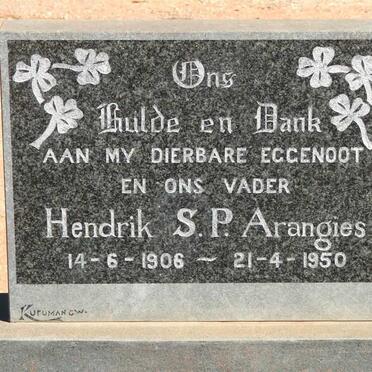 Ons
Hulde en Dank
AAN MY DIERBARE EGGENOOT
EN ONS VADER
Hendrik S.P. Arangies
14-6-1906 ~ 21-4-1950
KURUMAN G.W.